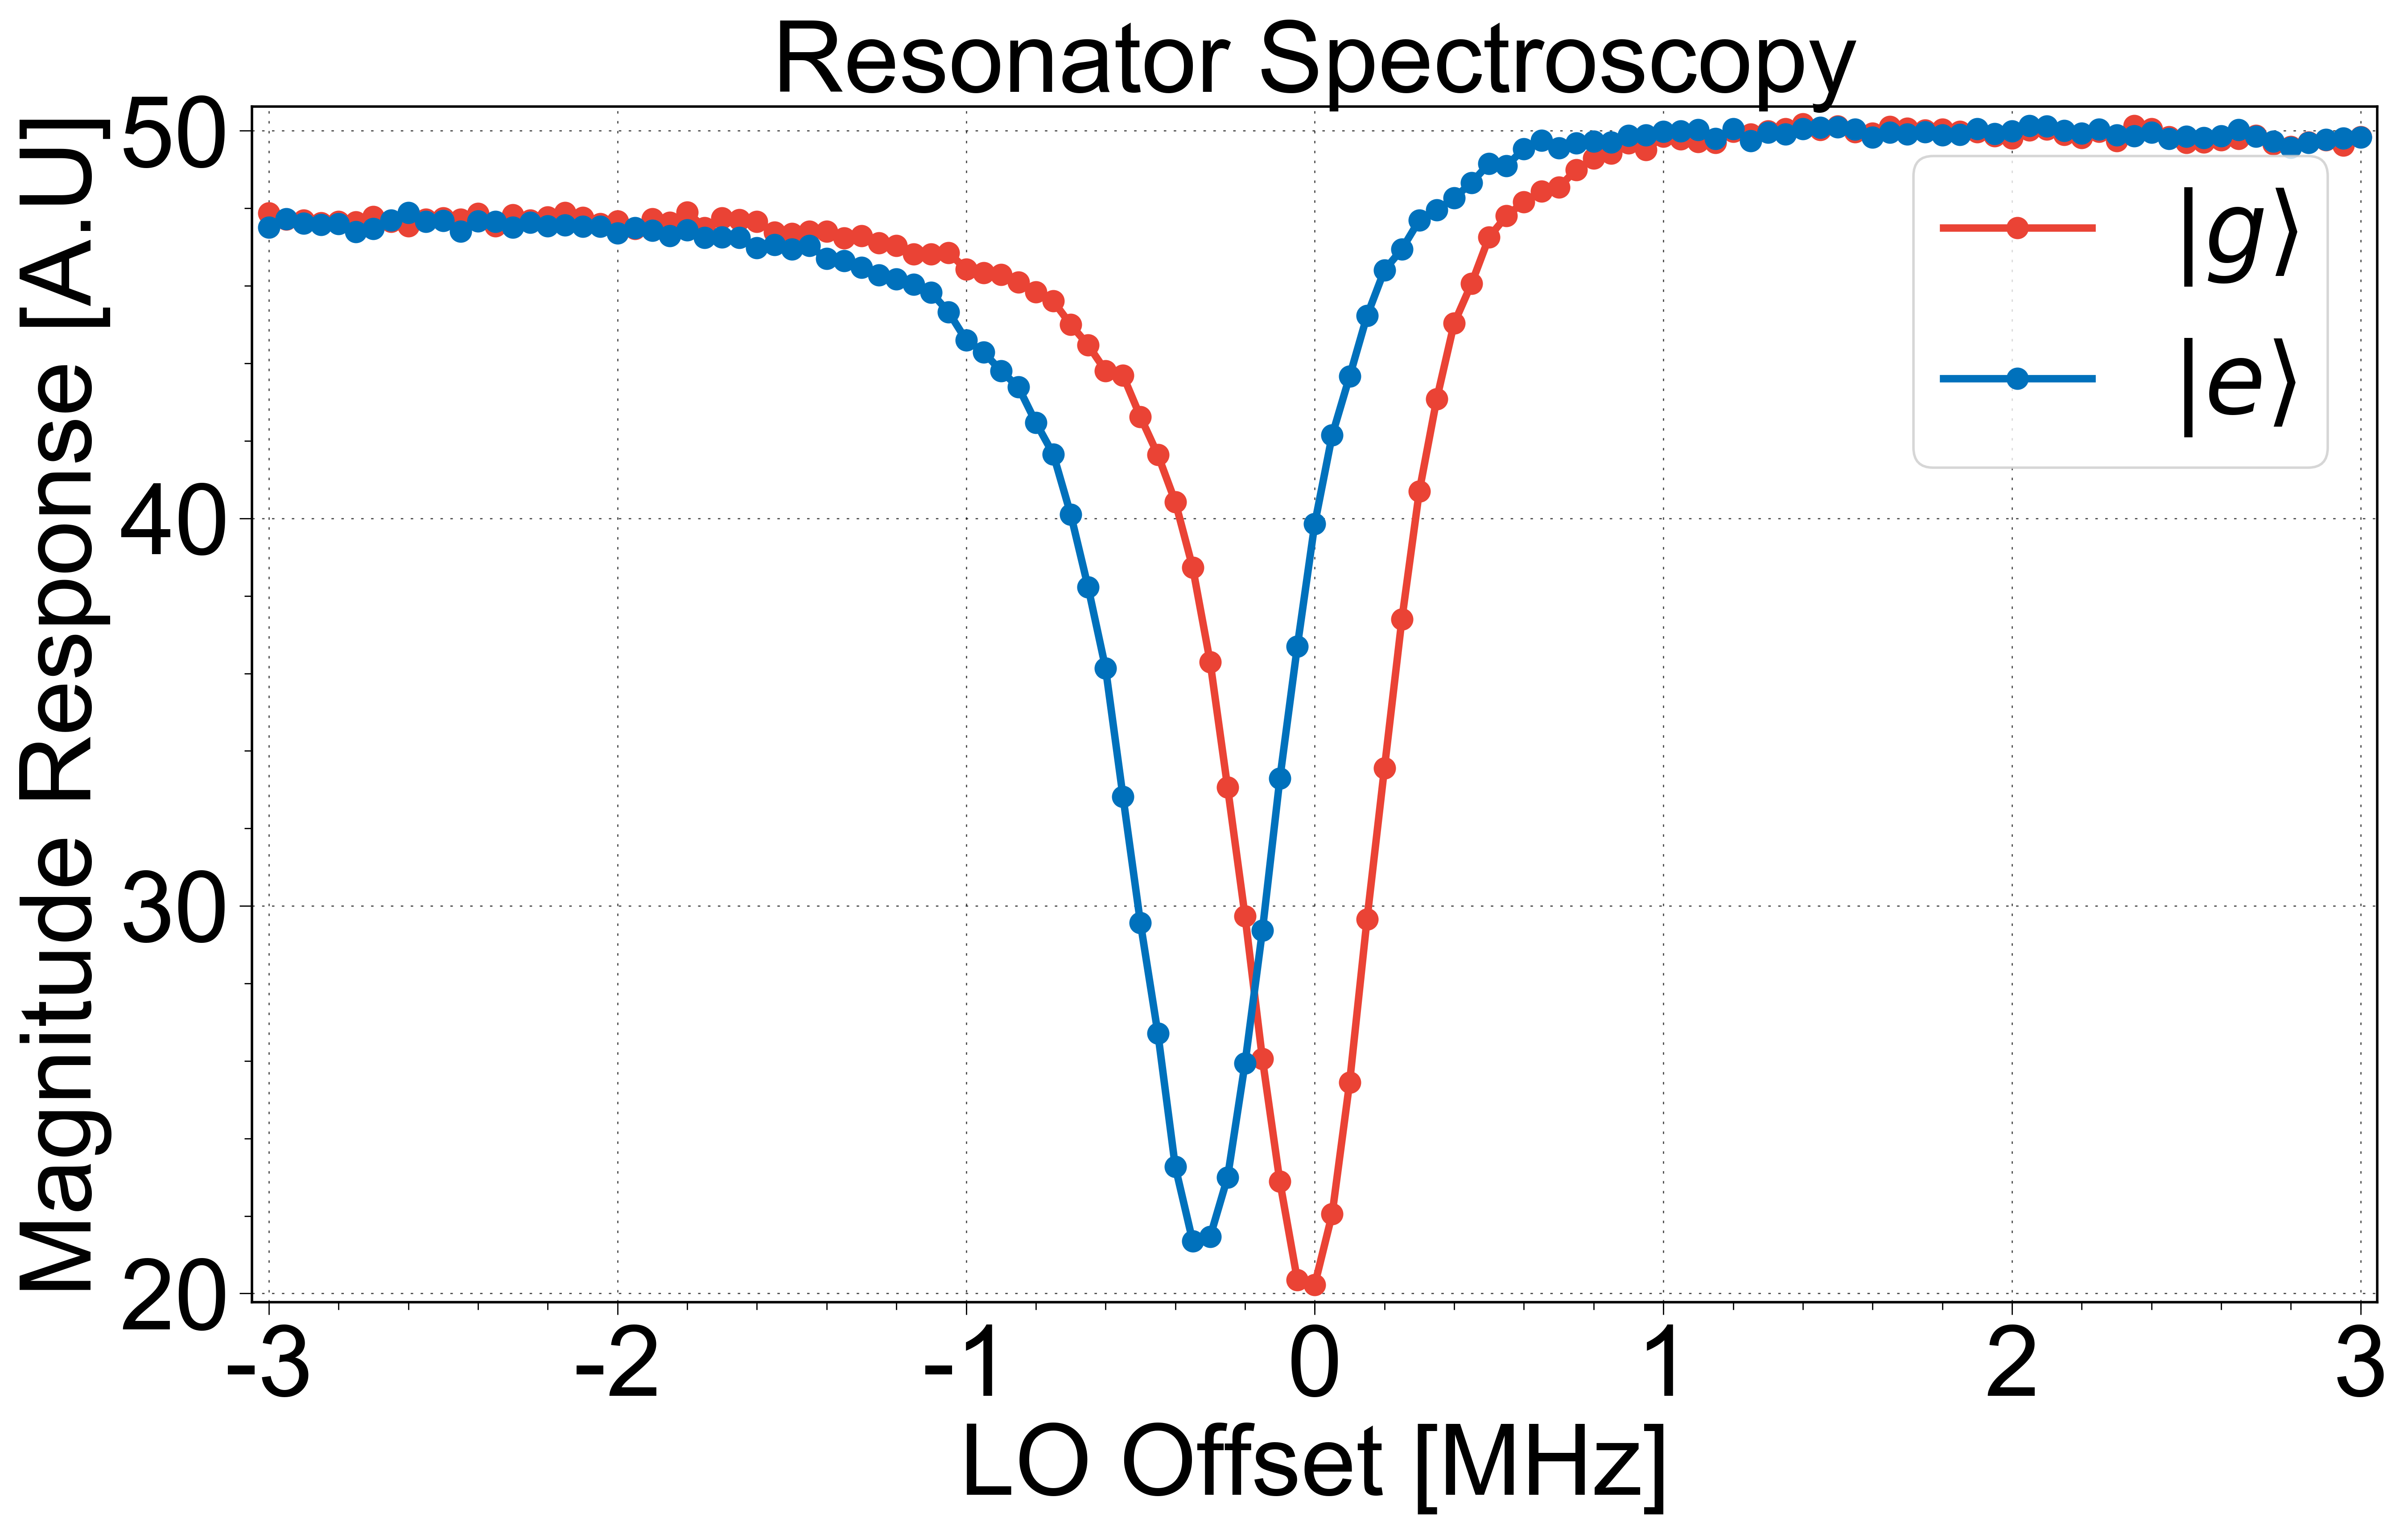 Resonator Spectroscopy
Magnitude Response [A.U]
50
40
30
20
|g⟩
|e⟩
-3 -2 -1 0 1 2 3
LO Offset [MHz]